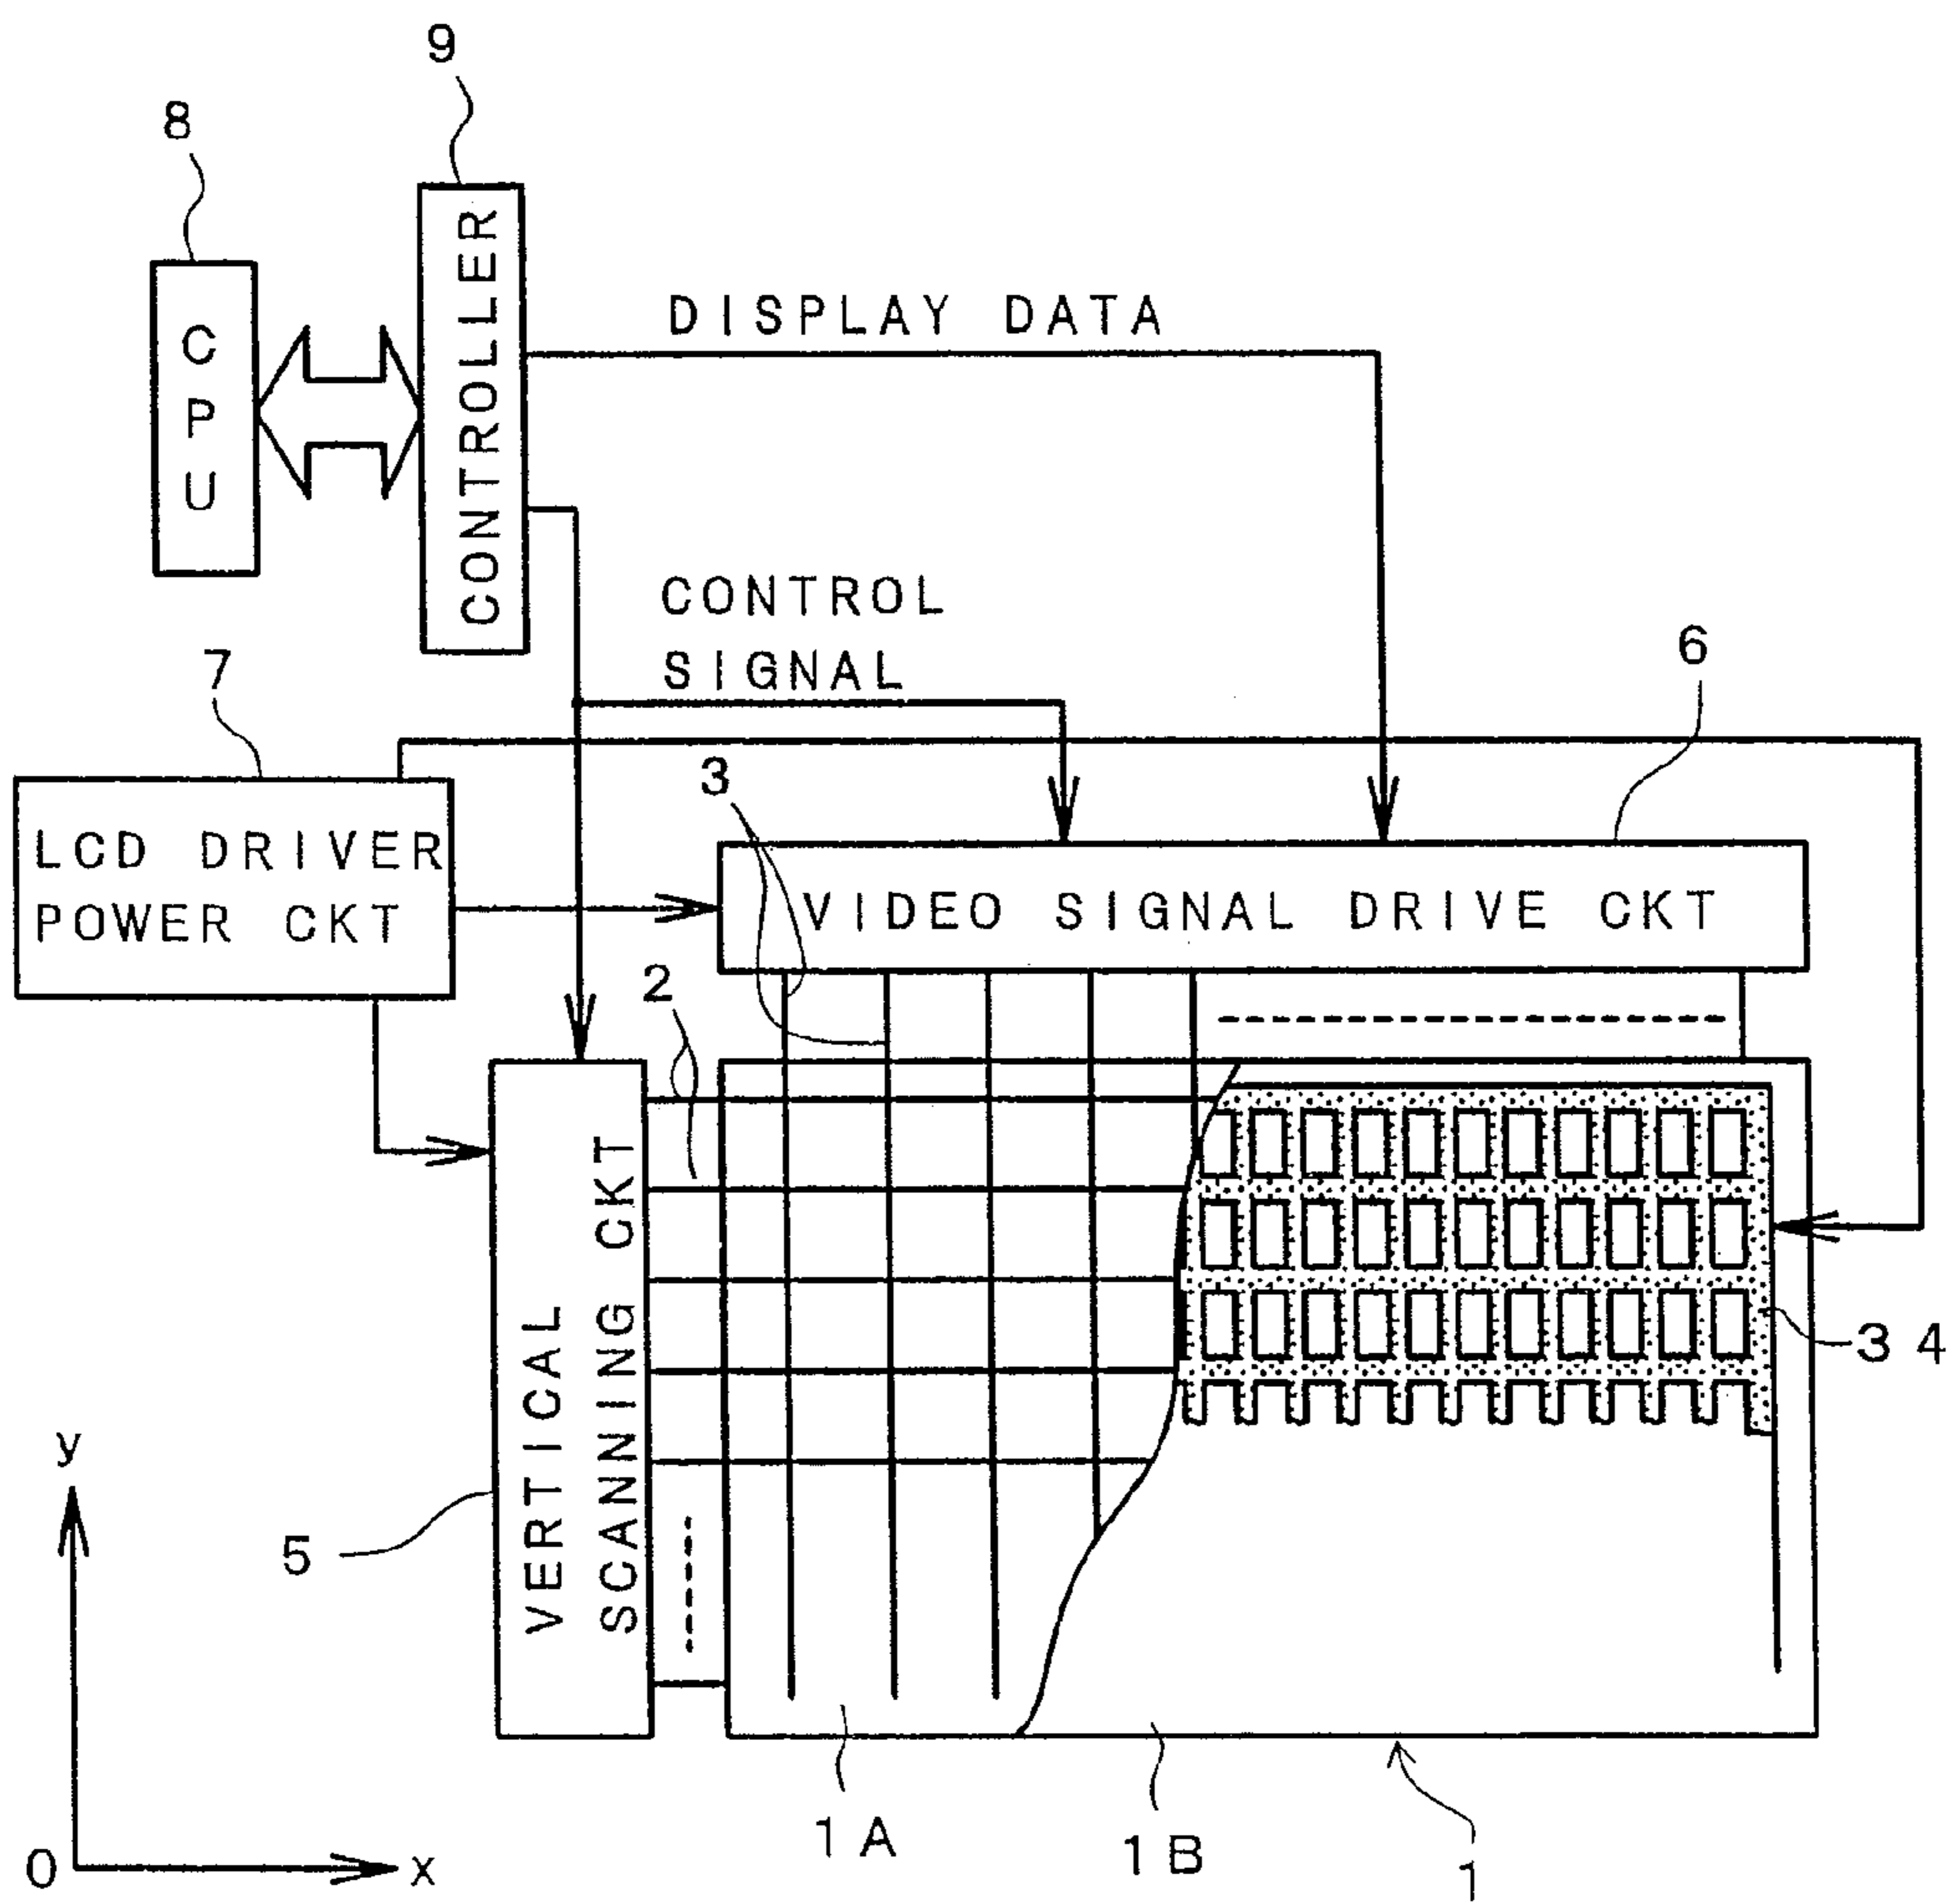 9
8
CPU
CONTROLLER
DISPLAY DATA
CONTROL
SIGNAL
7
6
3
LCD DRIVER
POWER CKT
VIDEO SIGNAL DRIVE CKT
2
VERTICAL
SCANNING CKT
34
5
y
0
x
1A
1B
1